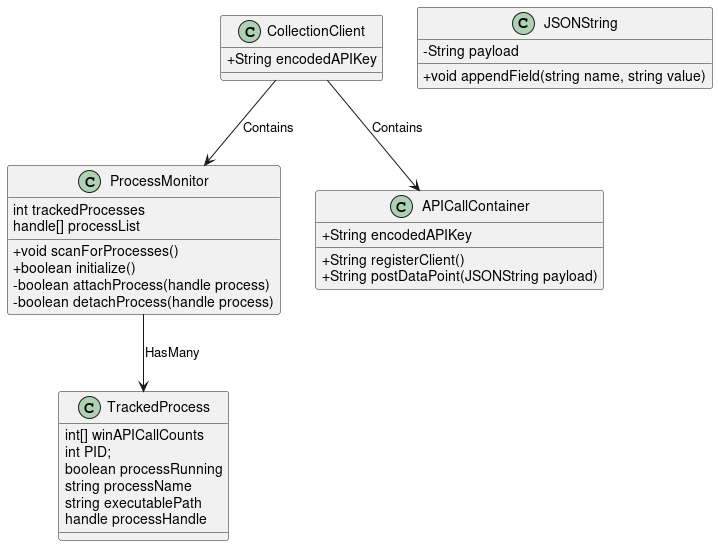 C CollectionClient
+String encodedAPIKey
C JSONString
-String payload
+void appendField(string name, string value)
Contains
Contains
C ProcessMonitor
int trackedProcesses
handle[] processList
+void scanForProcesses()
+boolean initialize()
-boolean attachProcess(handle process)
-boolean detachProcess(handle process)
C APICallContainer
+String encodedAPIKey
+String registerClient()
+String postDataPoint(JSONString payload)
HasMany
C TrackedProcess
int[] winAPICallCounts
int PID;
boolean processRunning
string processName
string executablePath
handle processHandle